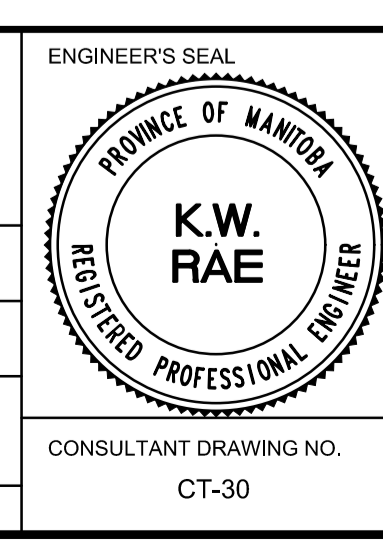 ENGINEER'S SEAL
PROVINCE OF MANITOBA
K.W.
RAE
REGISTERED PROFESSIONAL ENGINEER
CONSULTANT DRAWING NO.
CT-30